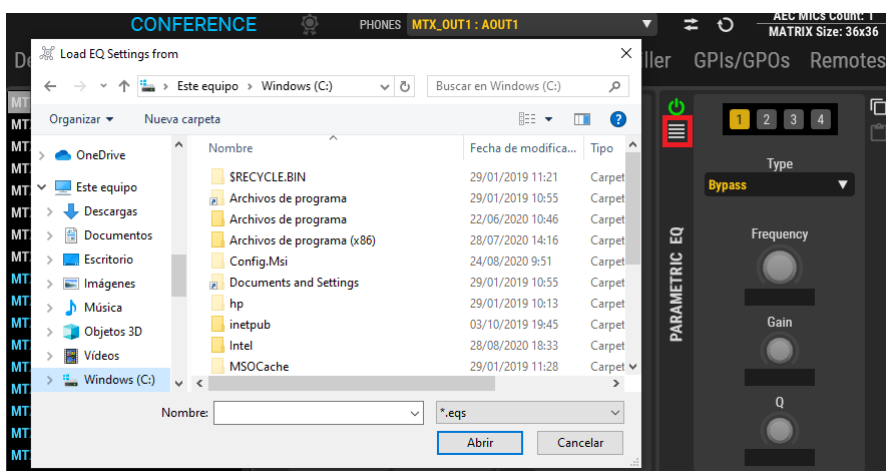 CONFERENCE
PHONES MTX_OUT1 : AOUT1
AEC MICs Count: 1
MATRIX Size: 36x36
GPIs/GPOs Remotes
Load EQ Settings from
Este equipo > Windows (C:)
Buscar en Windows (C:)
Organizar
Nueva carpeta
OneDrive
Este equipo
Descargas
Documentos
Escritorio
Imágenes
Música
Objetos 3D
Vídeos
Windows (C:)
Nombre Fecha de modifica... Tipo
$RECYCLE.BIN 29/01/2019 11:21 Carpet
Archivos de programa 29/01/2019 10:55 Carpet
Archivos de programa 22/06/2020 10:46 Carpet
Archivos de programa (x86) 28/07/2020 14:16 Carpet
Config.Msi 24/08/2020 9:51 Carpet
Documents and Settings 29/01/2019 10:55 Carpet
hp 29/01/2019 10:13 Carpet
inetpub 03/10/2019 19:45 Carpet
Intel 28/08/2020 18:33 Carpet
MSOCache 29/01/2019 11:28 Carpet
Nombre:
*.eqs
Abrir
Cancelar
PARAMETRIC EQ
1 2 3 4
Type
Bypass
Frequency
Gain
Q